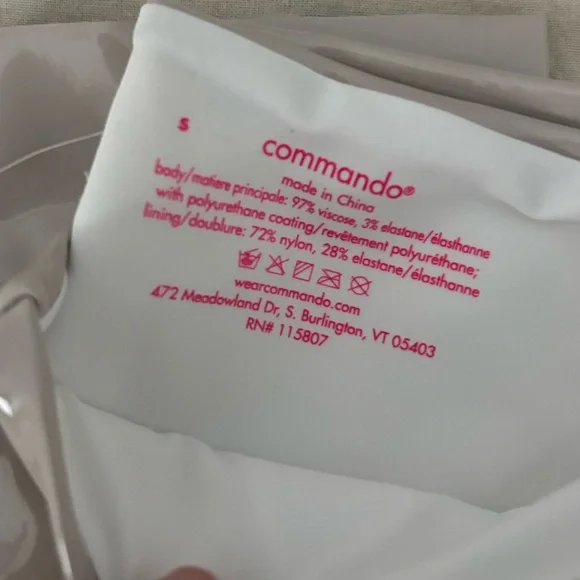 s
commando®
made in China
body/matiere principale: 97% viscose, 3% elastane/élasthanne
with polyurethane coating/revêtement polyuréthane;
lining/doublure: 72% nylon, 28% elastane/élasthanne
wearcommando.com
472 Meadowland Dr, S. Burlington, VT 05403
RN# 115807